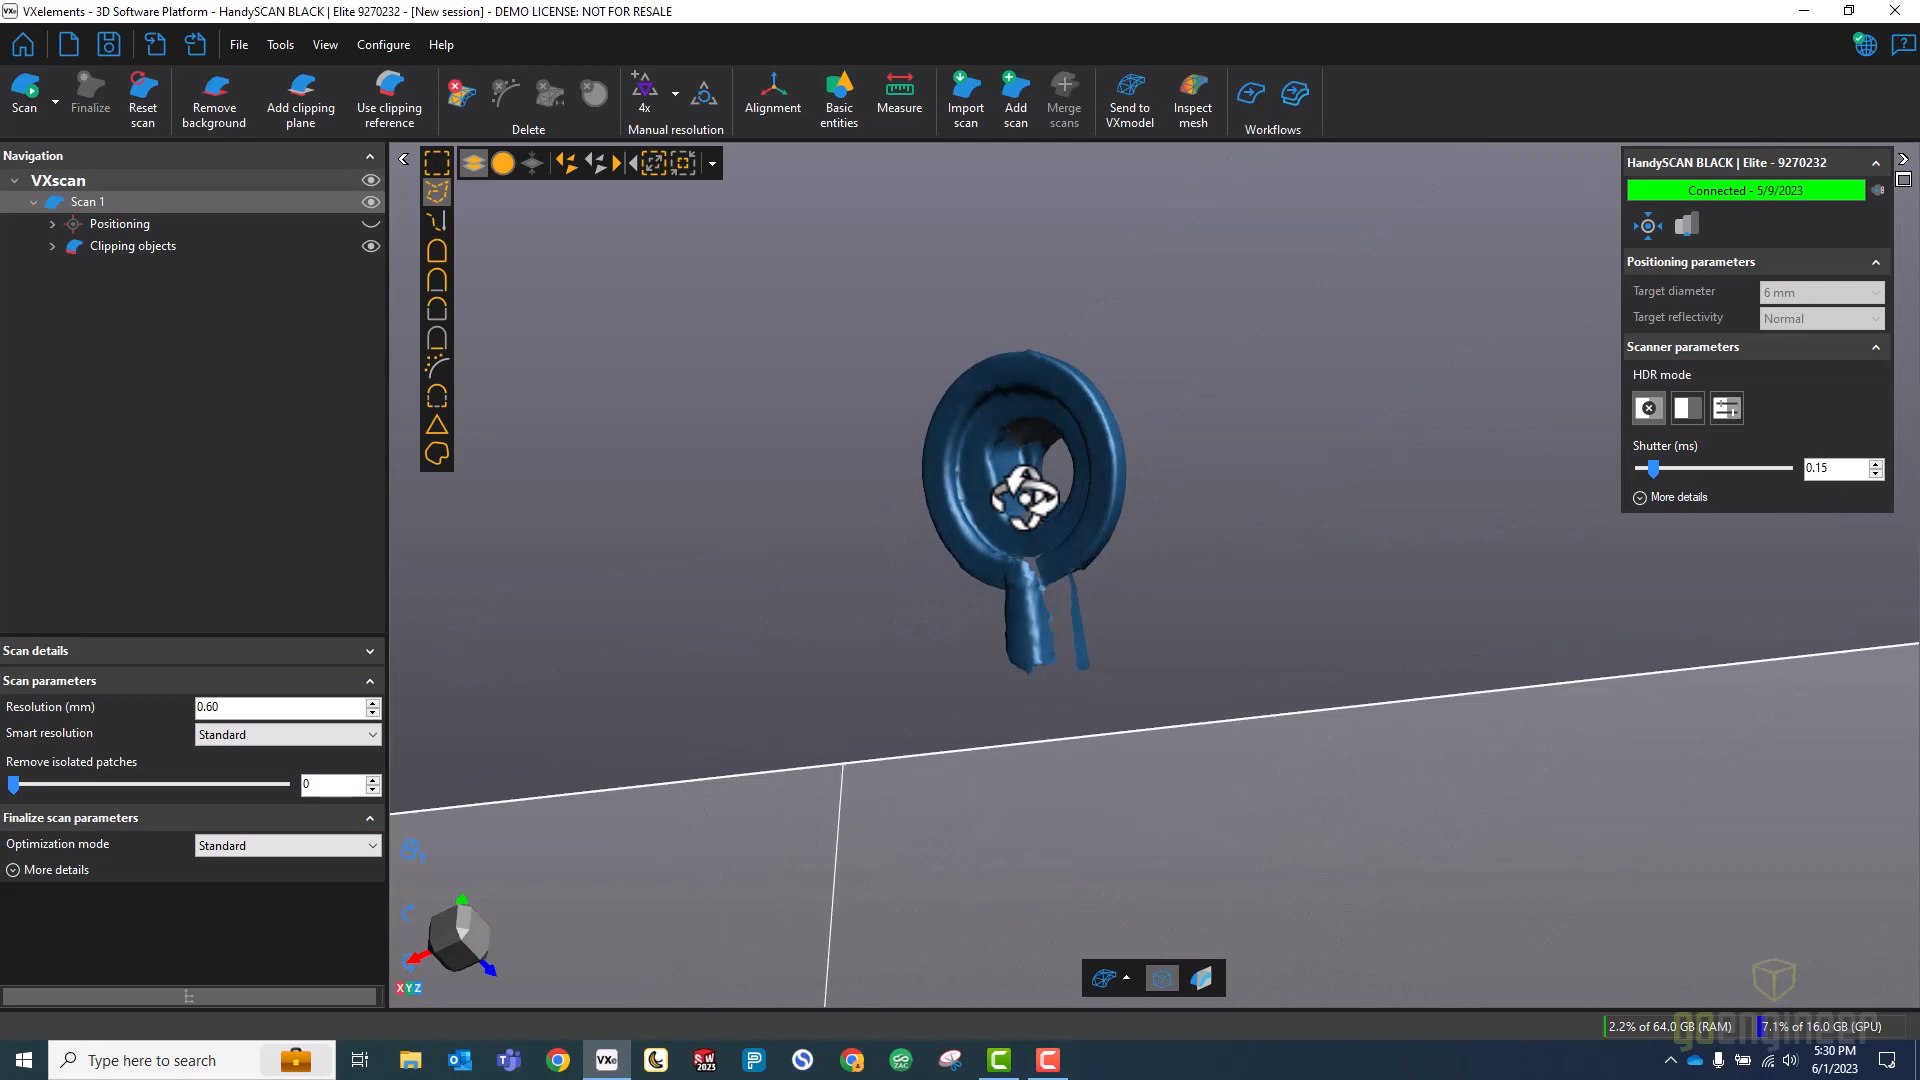 VXelements - 3D Software Platform - HandySCAN BLACK | Elite 9270232 - [New session] - DEMO LICENSE: NOT FOR RESALE
File Tools View Configure Help
Scan
Finalize
Reset scan
Remove background
Add clipping plane
Use clipping reference
Delete
4x
Manual resolution
Alignment
Basic entities
Measure
Import scan
Add scan
Merge scans
Send to VXmodel
Inspect mesh
Workflows
Navigation
VXscan
Scan 1
Positioning
Clipping objects
Scan details
Scan parameters
Resolution (mm) 0.60
Smart resolution Standard
Remove isolated patches
0
Finalize scan parameters
Optimization mode Standard
More details
XYZ
HandySCAN BLACK | Elite - 9270232
Connected - 5/9/2023
Positioning parameters
Target diameter 6 mm
Target reflectivity Normal
Scanner parameters
HDR mode
Shutter (ms)
0.15
More details
goengineer
2.2% of 64.0 GB (RAM) 7.1% of 16.0 GB (GPU)
Type here to search
VXe
SW 2023
ZAC
5:30 PM
6/1/2023